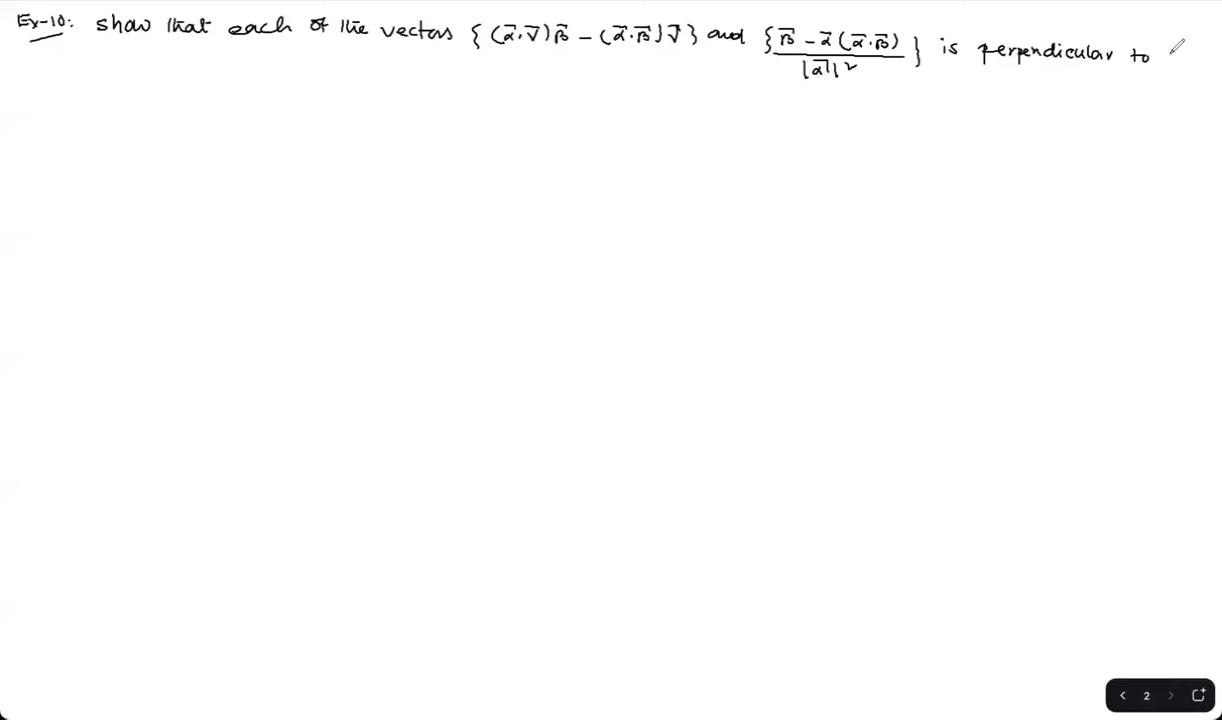 Ex-10: show that each of the vectors { (ᾱ.γ̄)β̄ – (ᾱ.β̄)γ̄ } and { β̄ – ᾱ(ᾱ.β̄) / |ᾱ|² } is perpendicular to
2